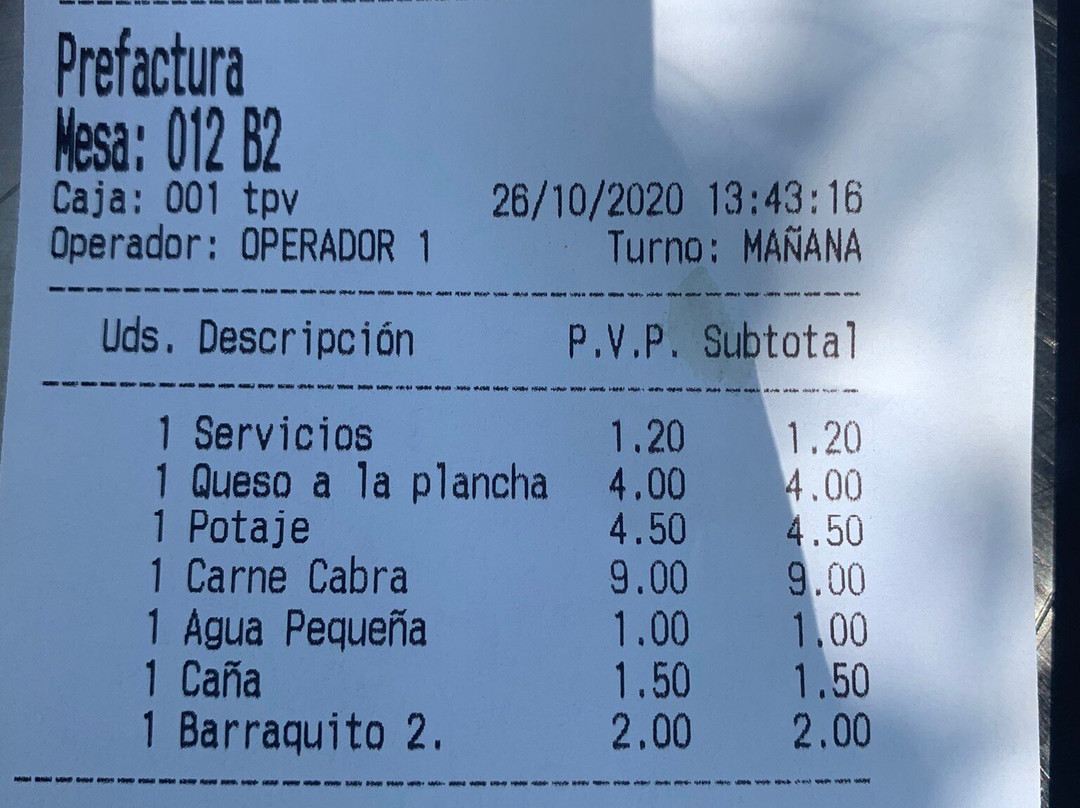 Prefactura
Mesa: 012 B2
Caja: 001 tpv 26/10/2020 13:43:16
Operador: OPERADOR 1 Turno: MAÑANA
Uds. Descripción P.V.P. Subtotal
1 Servicios 1.20 1.20
1 Queso a la plancha 4.00 4.00
1 Potaje 4.50 4.50
1 Carne Cabra 9.00 9.00
1 Agua Pequeña 1.00 1.00
1 Caña 1.50 1.50
1 Barraquito 2. 2.00 2.00